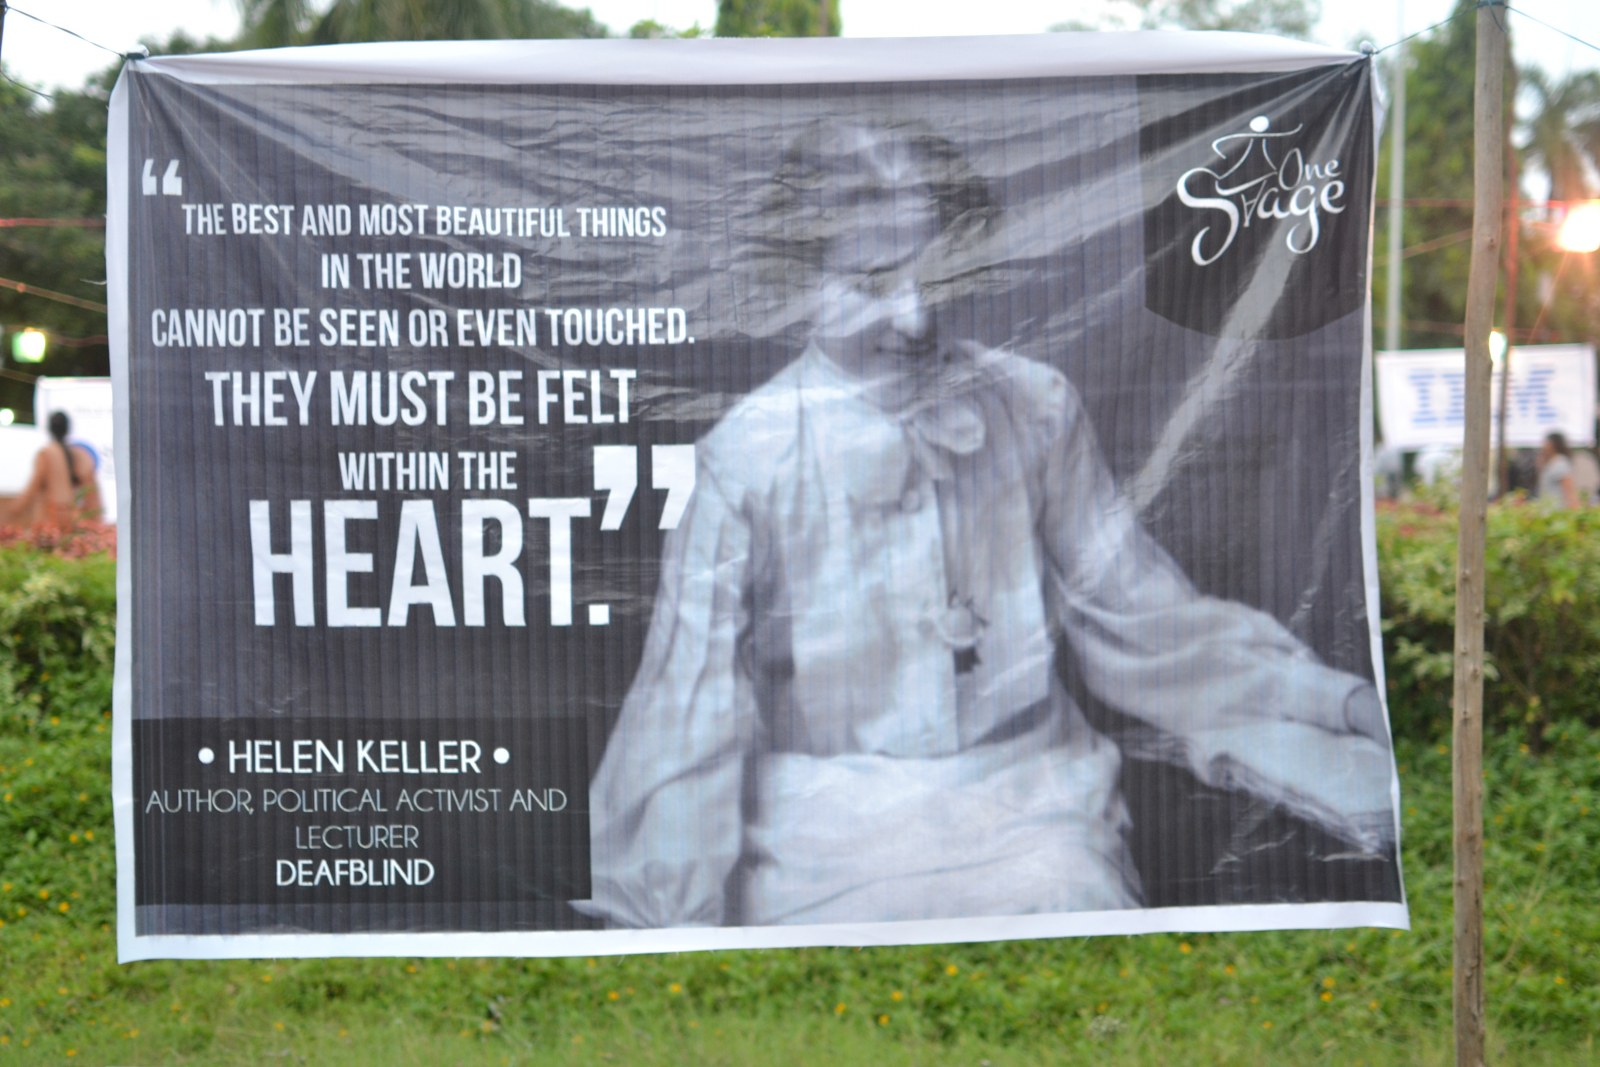 “
THE BEST AND MOST BEAUTIFUL THINGS
IN THE WORLD
CANNOT BE SEEN OR EVEN TOUCHED.
THEY MUST BE FELT
WITHIN THE
HEART.”
• HELEN KELLER •
AUTHOR, POLITICAL ACTIVIST AND
LECTURER
DEAFBLIND
One
Stage
IBM